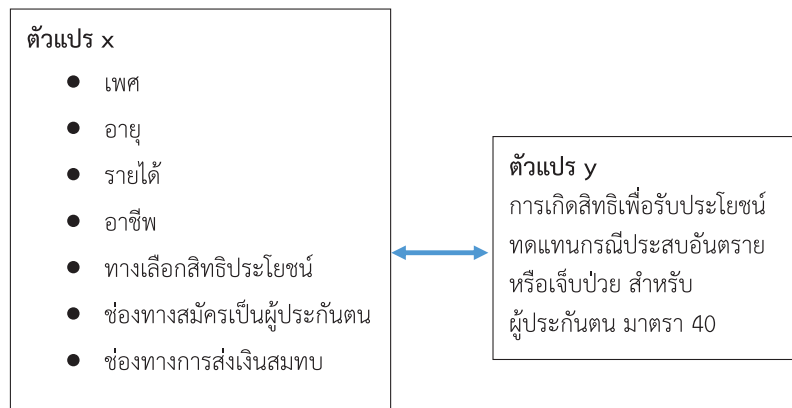 ตัวแปร x
● เพศ
● อายุ
● รายได้
● อาชีพ
● ทางเลือกสิทธิประโยชน์
● ช่องทางสมัครเป็นผู้ประกันตน
● ช่องทางการส่งเงินสมทบ
ตัวแปร y
การเกิดสิทธิเพื่อรับประโยชน์
ทดแทนกรณีประสบอันตราย
หรือเจ็บป่วย สำหรับ
ผู้ประกันตน มาตรา 40